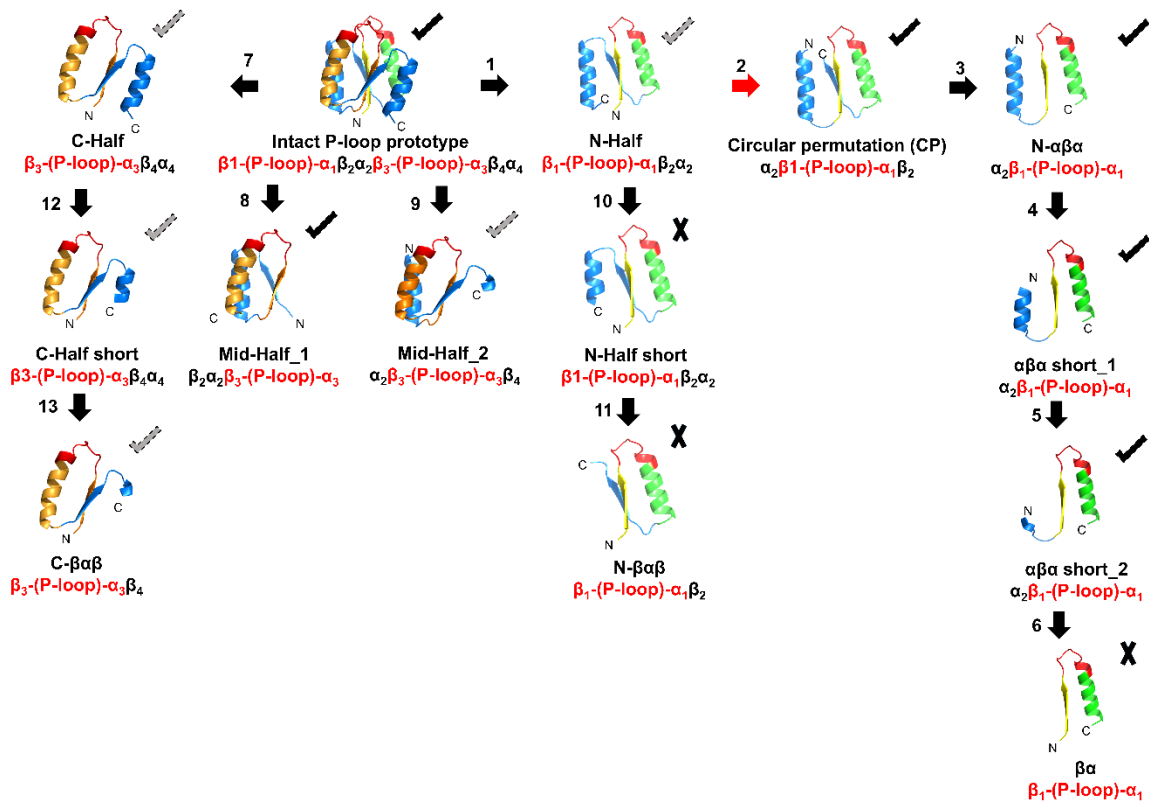 7
1
2
3
N
C
N
C
N
C
N
C
N
C
C-Half
Intact P-loop prototype
N-Half
Circular permutation (CP)
N-αβα
β₃-(P-loop)-α₃β₄α₄
β1-(P-loop)-α₁β₂α₂β₃-(P-loop)-α₃β₄α₄
β₁-(P-loop)-α₁β₂α₂
α₂β1-(P-loop)-α₁β₂
α₂β₁-(P-loop)-α₁
12
8
9
10
4
N
C
C
N
N
C
C
N
N
C
C-Half short
Mid-Half_1
Mid-Half_2
N-Half short
αβα short_1
β3-(P-loop)-α₃β₄α₄
β₂α₂β₃-(P-loop)-α₃
α₂β₃-(P-loop)-α₃β₄
β1-(P-loop)-α₁β₂α₂
α₂β₁-(P-loop)-α₁
13
11
5
N
C
C
N
N
C
C-βαβ
N-βαβ
αβα short_2
β₃-(P-loop)-α₃β₄
β₁-(P-loop)-α₁β₂
α₂β₁-(P-loop)-α₁
6
C
N
βα
β₁-(P-loop)-α₁